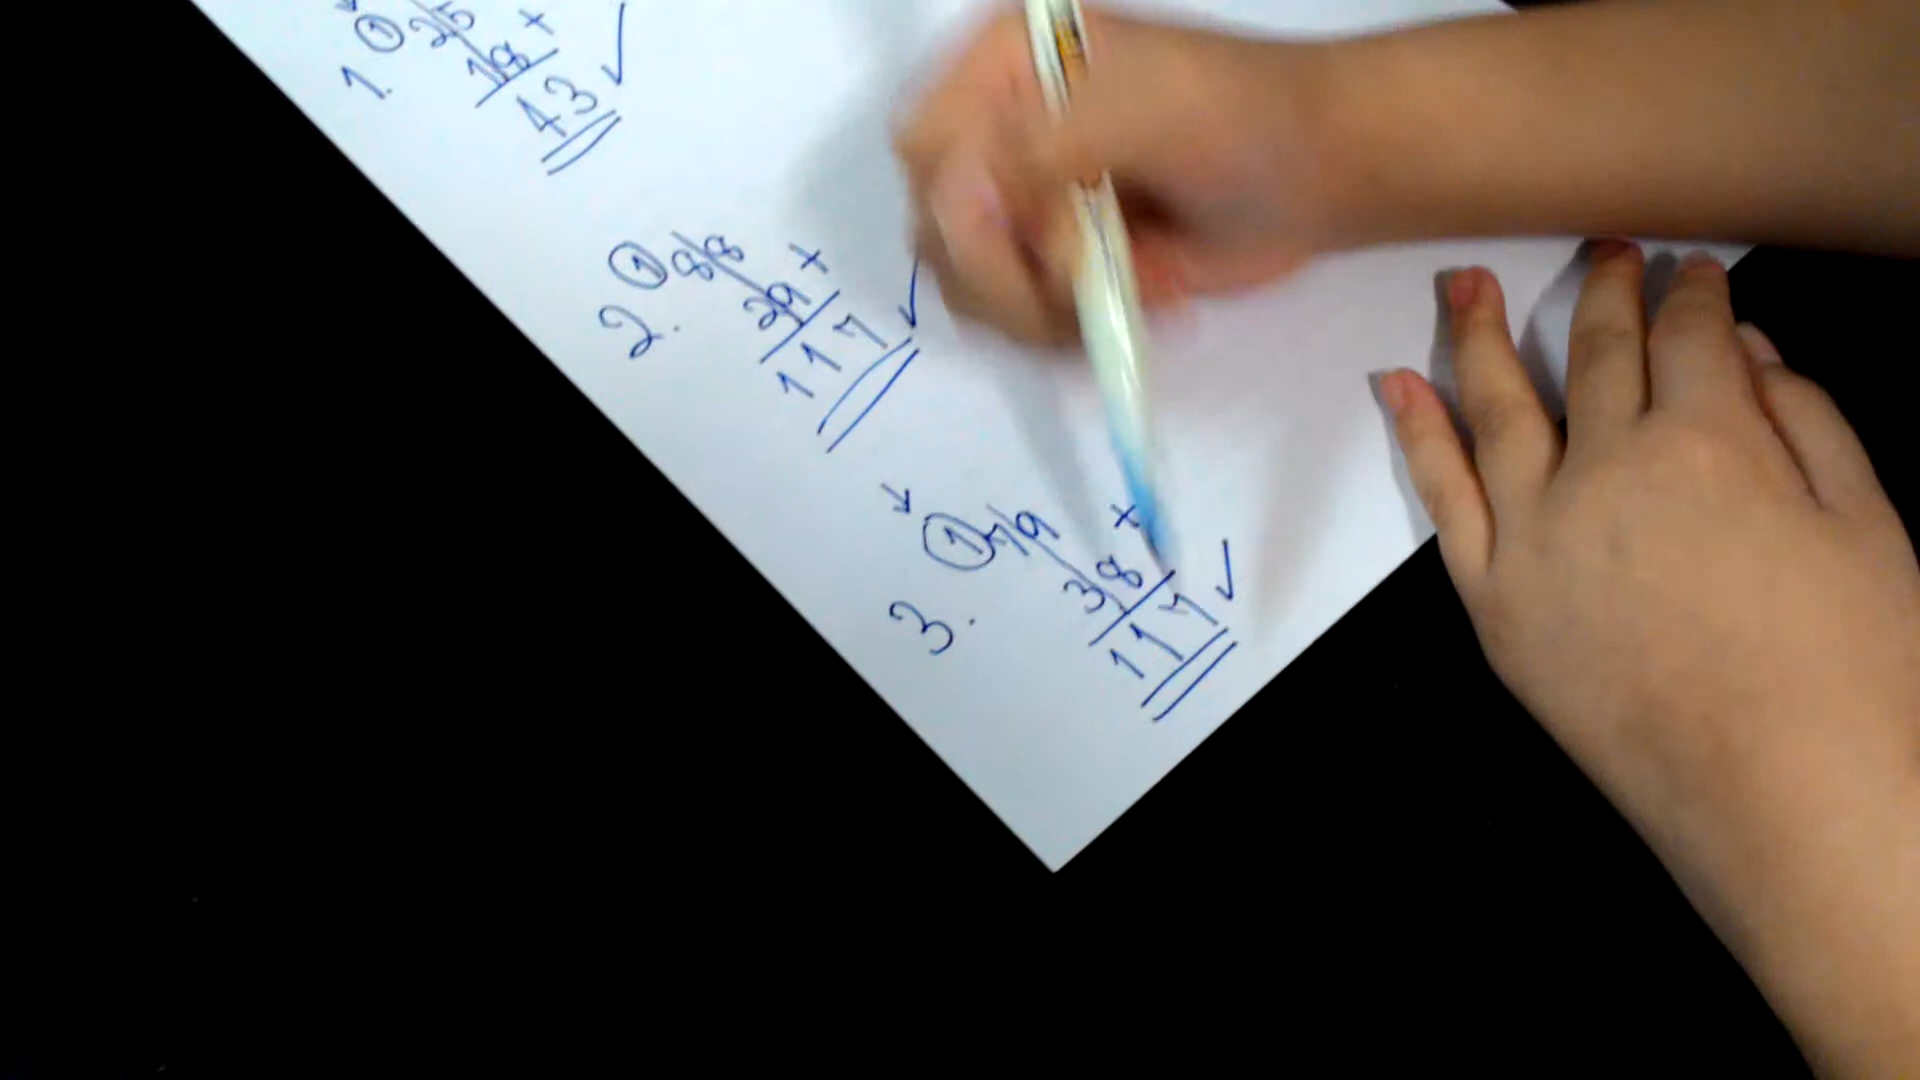 1. ① 25
18 +
43 ✓
2. ① 88
29 +
117 ✓
3. ① 79
38 +
117 ✓